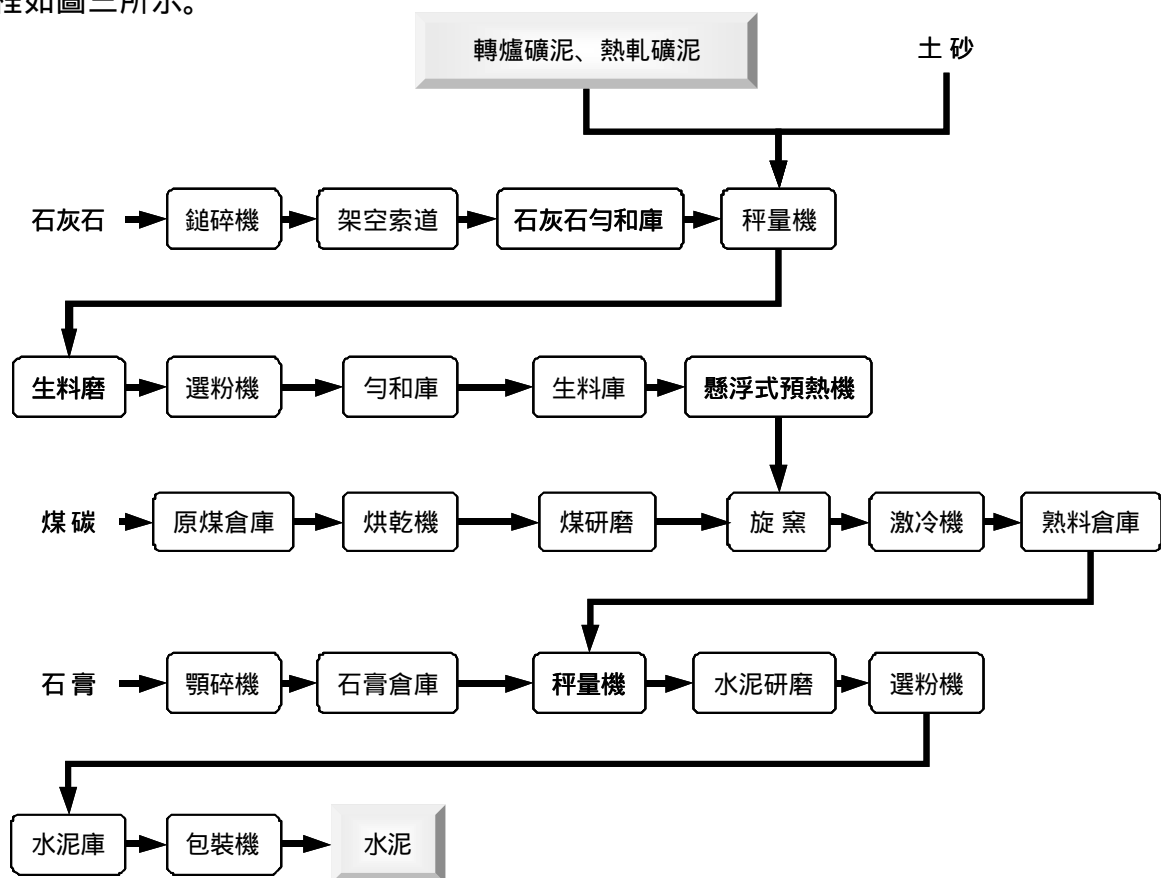 程如圖三所示。
轉爐礦泥、熱軋礦泥
土砂
石灰石 鎚碎機 架空索道 石灰石勻和庫 秤量機
生料磨 選粉機 勻和庫 生料庫 懸浮式預熱機
煤碳 原煤倉庫 烘乾機 煤研磨 旋窯 激冷機 熟料倉庫
石膏 顎碎機 石膏倉庫 秤量機 水泥研磨 選粉機
水泥庫 包裝機 水泥